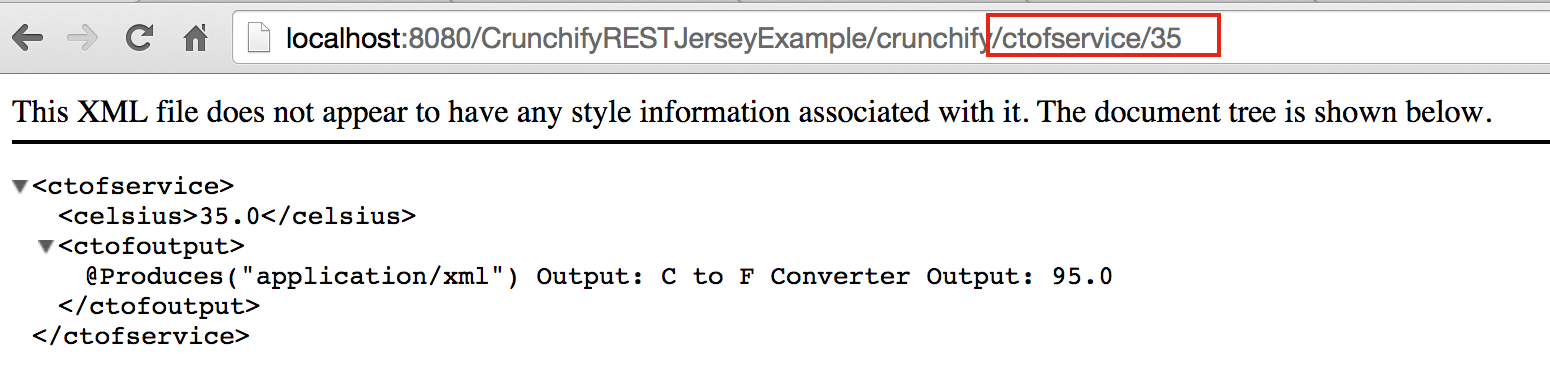 localhost:8080/CrunchifyRESTJerseyExample/crunchify/ctofservice/35
This XML file does not appear to have any style information associated with it. The document tree is shown below.
<ctofservice>
<celsius>35.0</celsius>
<ctofoutput>
@Produces("application/xml") Output: C to F Converter Output: 95.0
</ctofoutput>
</ctofservice>